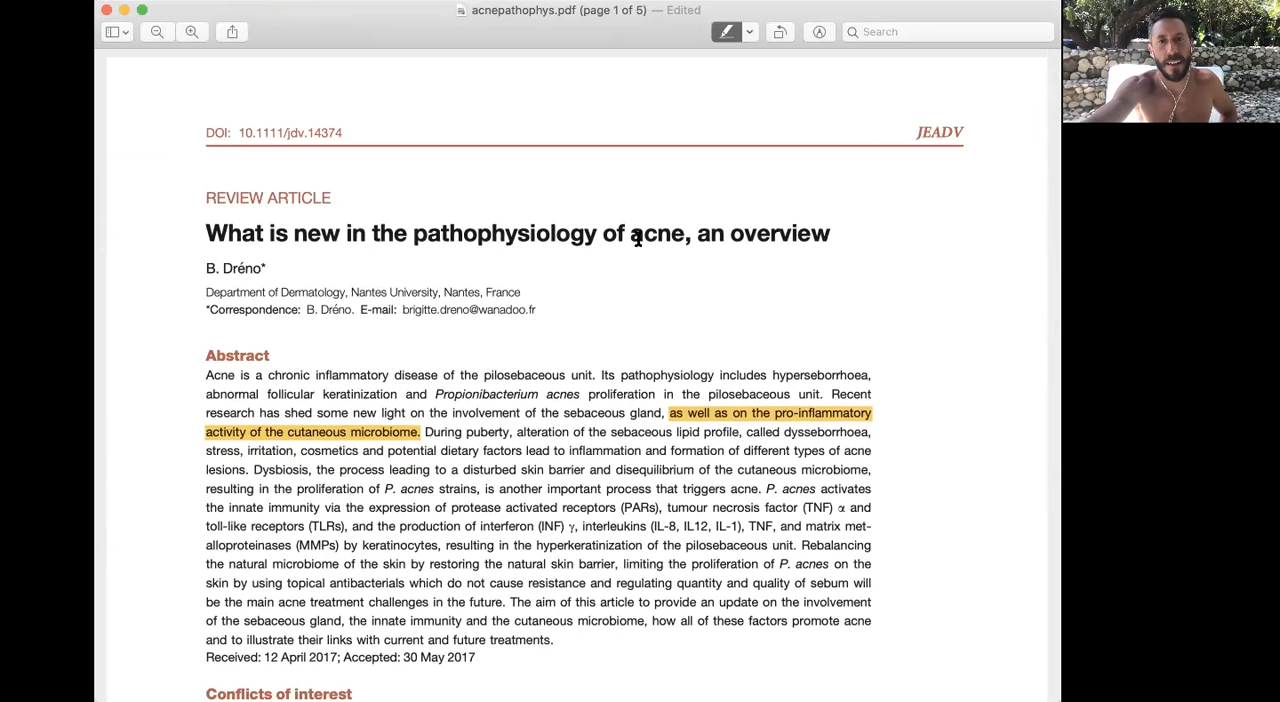 acnepathophys.pdf (page 1 of 5) — Edited
Search
DOI: 10.1111/jdv.14374
JEADV
REVIEW ARTICLE
What is new in the pathophysiology of acne, an overview
B. Dréno*
Department of Dermatology, Nantes University, Nantes, France
*Correspondence: B. Dréno. E-mail: brigitte.dreno@wanadoo.fr
Abstract
Acne is a chronic inflammatory disease of the pilosebaceous unit. Its pathophysiology includes hyperseborrhoea,
abnormal follicular keratinization and Propionibacterium acnes proliferation in the pilosebaceous unit. Recent
research has shed some new light on the involvement of the sebaceous gland, as well as on the pro-inflammatory
activity of the cutaneous microbiome. During puberty, alteration of the sebaceous lipid profile, called dysseborrhoea,
stress, irritation, cosmetics and potential dietary factors lead to inflammation and formation of different types of acne
lesions. Dysbiosis, the process leading to a disturbed skin barrier and disequilibrium of the cutaneous microbiome,
resulting in the proliferation of P. acnes strains, is another important process that triggers acne. P. acnes activates
the innate immunity via the expression of protease activated receptors (PARs), tumour necrosis factor (TNF) α and
toll-like receptors (TLRs), and the production of interferon (INF) γ, interleukins (IL-8, IL12, IL-1), TNF, and matrix met-
alloproteinases (MMPs) by keratinocytes, resulting in the hyperkeratinization of the pilosebaceous unit. Rebalancing
the natural microbiome of the skin by restoring the natural skin barrier, limiting the proliferation of P. acnes on the
skin by using topical antibacterials which do not cause resistance and regulating quantity and quality of sebum will
be the main acne treatment challenges in the future. The aim of this article to provide an update on the involvement
of the sebaceous gland, the innate immunity and the cutaneous microbiome, how all of these factors promote acne
and to illustrate their links with current and future treatments.
Received: 12 April 2017; Accepted: 30 May 2017
Conflicts of interest